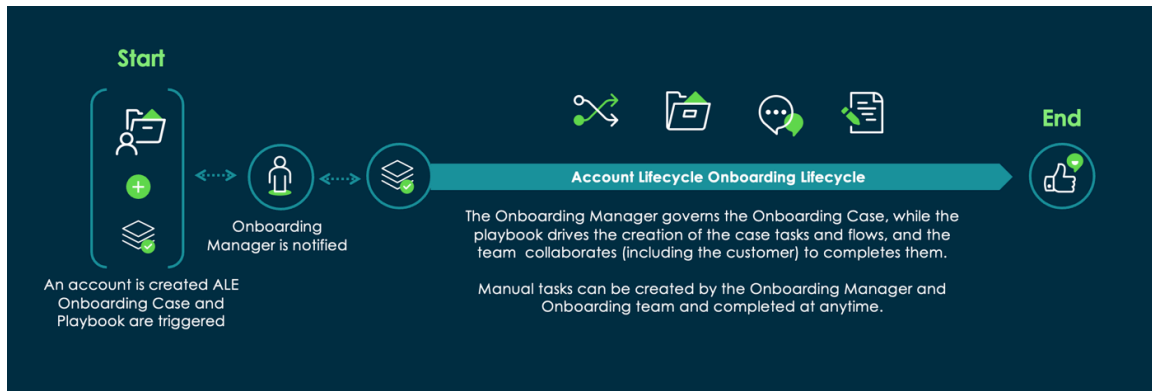 Start
An account is created ALE
Onboarding Case and
Playbook are triggered
Onboarding
Manager is notified
Account Lifecycle Onboarding Lifecycle
The Onboarding Manager governs the Onboarding Case, while the
playbook drives the creation of the case tasks and flows, and the
team collaborates (including the customer) to completes them.
Manual tasks can be created by the Onboarding Manager and
Onboarding team and completed at anytime.
End